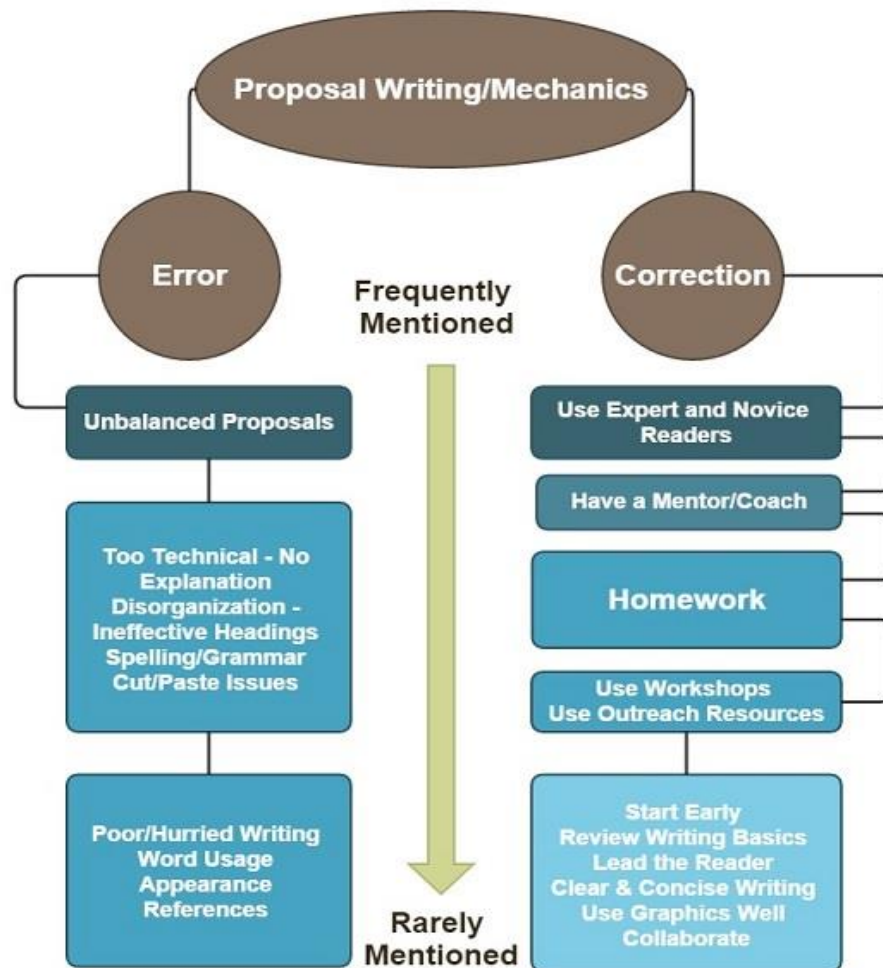 Proposal Writing/Mechanics
Error
Correction
Frequently
Mentioned
Unbalanced Proposals
Too Technical - No
Explanation
Disorganization -
Ineffective Headings
Spelling/Grammar
Cut/Paste Issues
Poor/Hurried Writing
Word Usage
Appearance
References
Use Expert and Novice
Readers
Have a Mentor/Coach
Homework
Use Workshops
Use Outreach Resources
Start Early
Review Writing Basics
Lead the Reader
Clear & Concise Writing
Use Graphics Well
Collaborate
Rarely
Mentioned